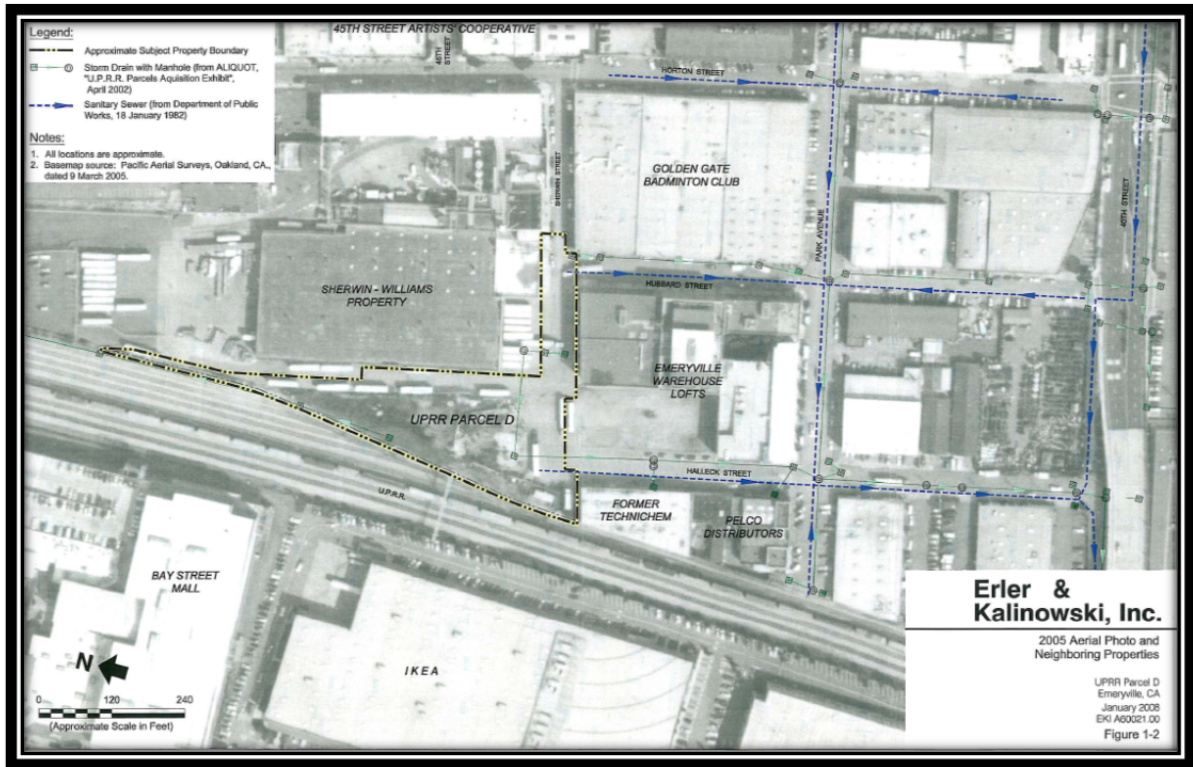 Legend:
Approximate Subject Property Boundary
Storm Drain with Manhole (from ALIQUOT,
"U.P.R.R. Parcels Aquisition Exhibit",
April 2002)
Sanitary Sewer (from Department of Public
Works, 18 January 1982)
Notes:
1. All locations are approximate.
2. Basemap source: Pacific Aerial Surveys, Oakland, CA.,
dated 9 March 2005.
45TH STREET ARTISTS' COOPERATIVE
45TH
STREET
HORTON STREET
SHERWIN STREET
GOLDEN GATE
BADMINTON CLUB
PARK AVENUE
40TH STREET
SHERWIN - WILLIAMS
PROPERTY
HUBBARD STREET
EMERYVILLE
WAREHOUSE
LOFTS
UPRR PARCEL D
HALLECK STREET
U.P.R.R.
FORMER
TECHNICHEM
PELCO
DISTRIBUTORS
BAY STREET
MALL
IKEA
N
0 120 240
(Approximate Scale in Feet)
Erler &
Kalinowski, Inc.
2005 Aerial Photo and
Neighboring Properties
UPRR Parcel D
Emeryville, CA
January 2008
EKI A60021.00
Figure 1-2